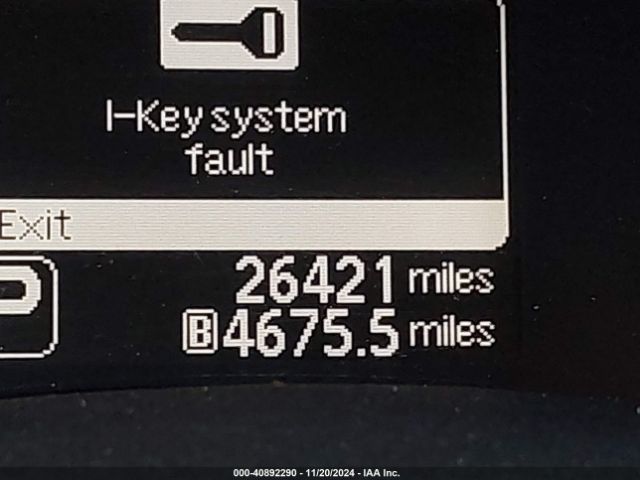 I-Key system
fault
Exit
26421 miles
B 4675.5 miles
000-40892290 - 11/20/2024 - IAA Inc.